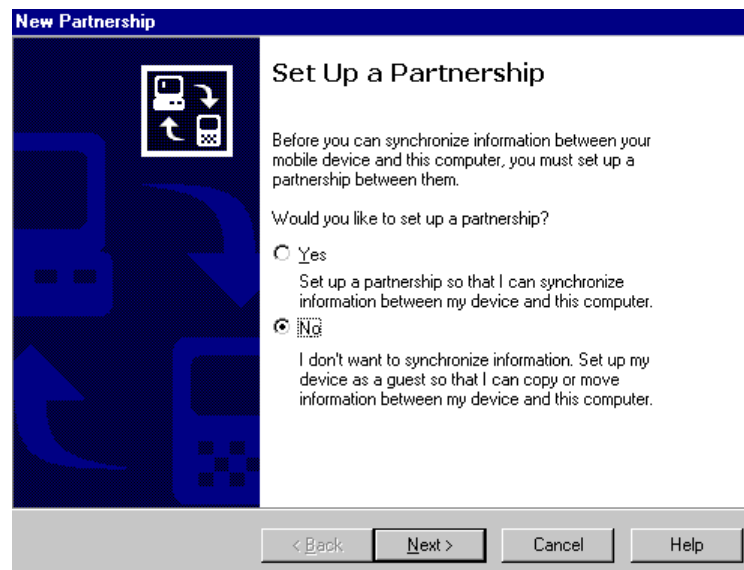 New Partnership
Set Up a Partnership
Before you can synchronize information between your
mobile device and this computer, you must set up a
partnership between them.
Would you like to set up a partnership?
Yes
Set up a partnership so that I can synchronize
information between my device and this computer.
No
I don't want to synchronize information. Set up my
device as a guest so that I can copy or move
information between my device and this computer.
< Back
Next >
Cancel
Help